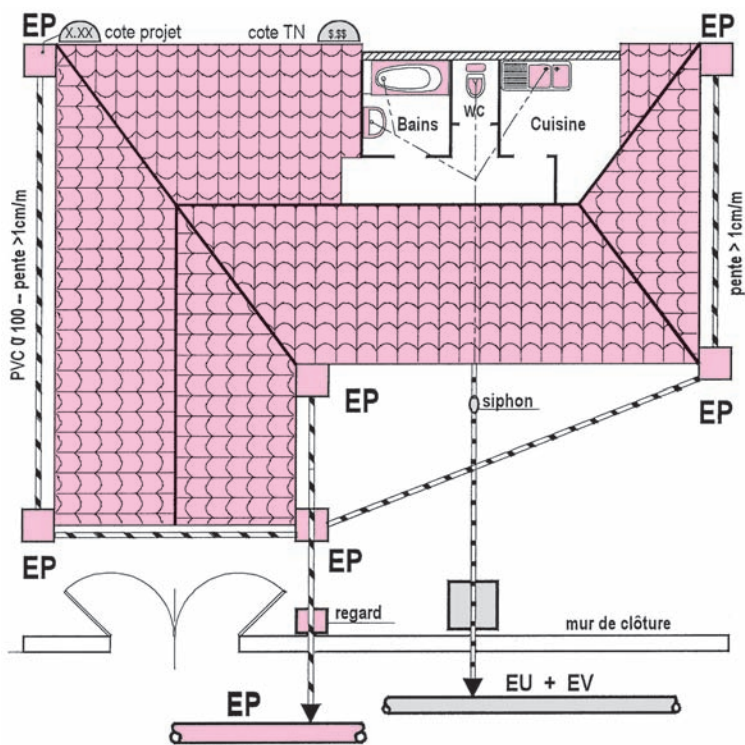 EP
X.XX cote projet
cote TN $.$$
EP
Bains
WC
Cuisine
PVC Ø 100 -- pente >1cm/m
pente > 1cm/m
EP
siphon
EP
EP
EP
regard
mur de clôture
EP
EU + EV